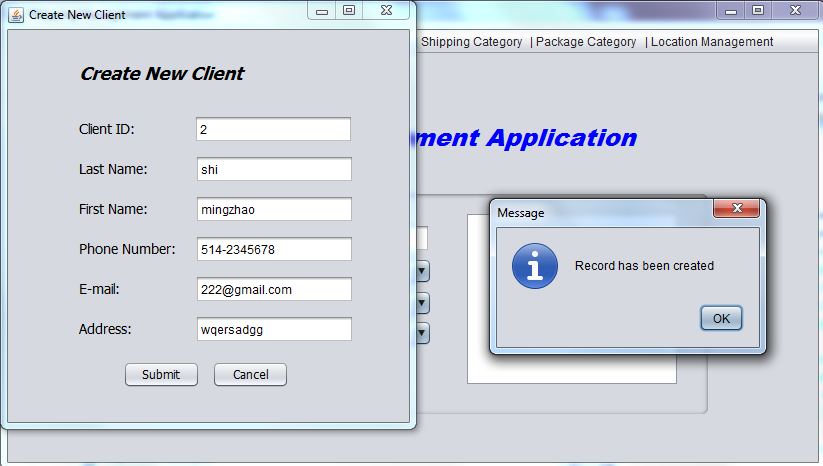 Create New Client
Shipping Category | Package Category | Location Management
Create New Client
ment Application
Client ID: 2
Last Name: shi
First Name: mingzhao
Phone Number: 514-2345678
E-mail: 222@gmail.com
Address: wqersadgg
Submit Cancel
Message
Record has been created
OK